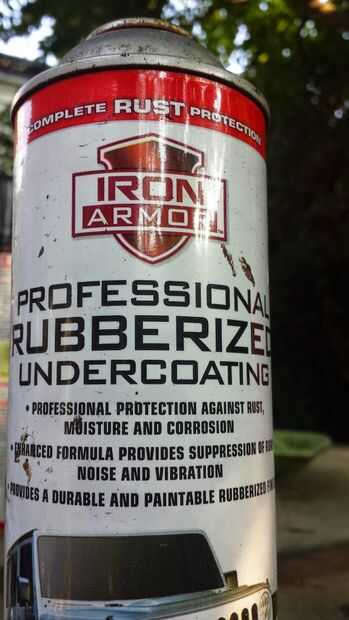 COMPLETE RUST PROTECTION
IRON
ARMOR
PROFESSIONAL
RUBBERIZED
UNDERCOATING
• PROFESSIONAL PROTECTION AGAINST RUST,
MOISTURE AND CORROSION
• ENHANCED FORMULA PROVIDES SUPPRESSION OF
NOISE AND VIBRATION
• PROVIDES A DURABLE AND PAINTABLE RUBBERIZED